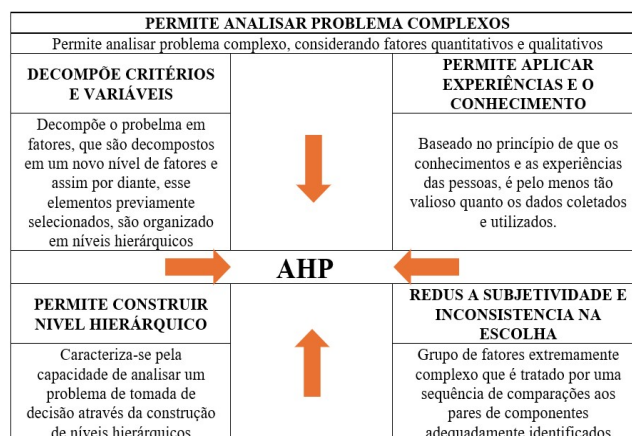 PERMITE ANALISAR PROBLEMA COMPLEXOS
Permite analisar problema complexo, considerando fatores quantitativos e qualitativos
DECOMPÕE CRITÉRIOS
E VARIÁVEIS
Decompõe o probelma em
fatores, que são decompostos
em um novo nível de fatores e
assim por diante, esse
elementos previamente
selecionados, são organizado
em níveis hierárquicos
PERMITE APLICAR
EXPERIÊNCIAS E O
CONHECIMENTO
Baseado no princípio de que os
conhecimentos e as experiências
das pessoas, é pelo menos tão
valioso quanto os dados coletados
e utilizados.
AHP
PERMITE CONSTRUIR
NIVEL HIERÁRQUICO
Caracteriza-se pela
capacidade de analisar um
problema de tomada de
decisão através da construção
de níveis hierárquicos
REDUS A SUBJETIVIDADE E
INCONSISTENCIA NA
ESCOLHA
Grupo de fatores extremamente
complexo que é tratado por uma
sequência de comparações aos
pares de componentes
adequadamente identificados